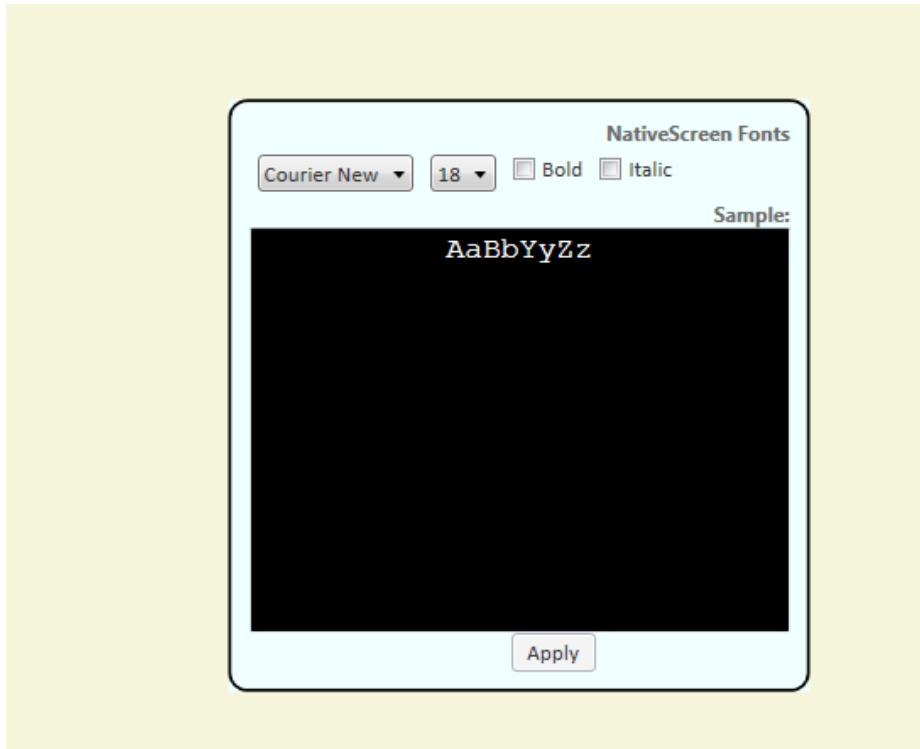 NativeScreen Fonts
Courier New 18 Bold Italic
Sample:
AaBbYyZz
Apply